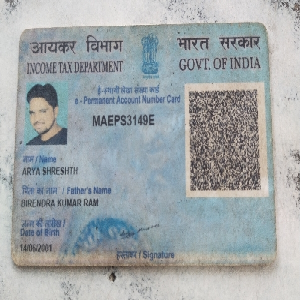 आयकर विभाग
INCOME TAX DEPARTMENT
भारत सरकार
GOVT. OF INDIA
ई-स्थायी लेखा संख्या कार्ड
e - Permanent Account Number Card
MAEPS3149E
नाम / Name
ARYA SHRESHTH
पिता का नाम / Father's Name
BIRENDRA KUMAR RAM
जन्म की तारीख /
Date of Birth
14/06/2001
हस्ताक्षर / Signature